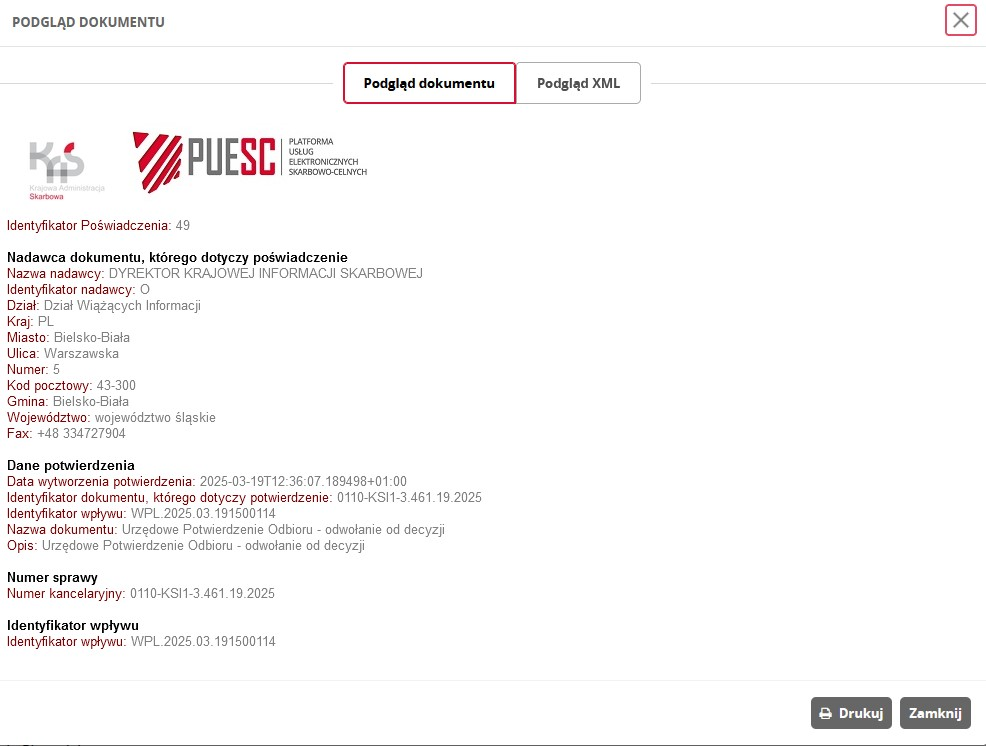 PODGLĄD DOKUMENTU
Podgląd dokumentu
Podgląd XML
KAS
Krajowa Administracja
Skarbowa
PUESC
PLATFORMA
USŁUG
ELEKTRONICZNYCH
SKARBOWO-CELNYCH
Identyfikator Poświadczenia: 49
Nadawca dokumentu, którego dotyczy poświadczenie
Nazwa nadawcy: DYREKTOR KRAJOWEJ INFORMACJI SKARBOWEJ
Identyfikator nadawcy: O
Dział: Dział Wiążących Informacji
Kraj: PL
Miasto: Bielsko-Biała
Ulica: Warszawska
Numer: 5
Kod pocztowy: 43-300
Gmina: Bielsko-Biała
Województwo: województwo śląskie
Fax: +48 334727904
Dane potwierdzenia
Data wytworzenia potwierdzenia: 2025-03-19T12:36:07.189498+01:00
Identyfikator dokumentu, którego dotyczy potwierdzenie: 0110-KSI1-3.461.19.2025
Identyfikator wpływu: WPL.2025.03.191500114
Nazwa dokumentu: Urzędowe Potwierdzenie Odbioru - odwołanie od decyzji
Opis: Urzędowe Potwierdzenie Odbioru - odwołanie od decyzji
Numer sprawy
Numer kancelaryjny: 0110-KSI1-3.461.19.2025
Identyfikator wpływu
Identyfikator wpływu: WPL.2025.03.191500114
Drukuj
Zamknij